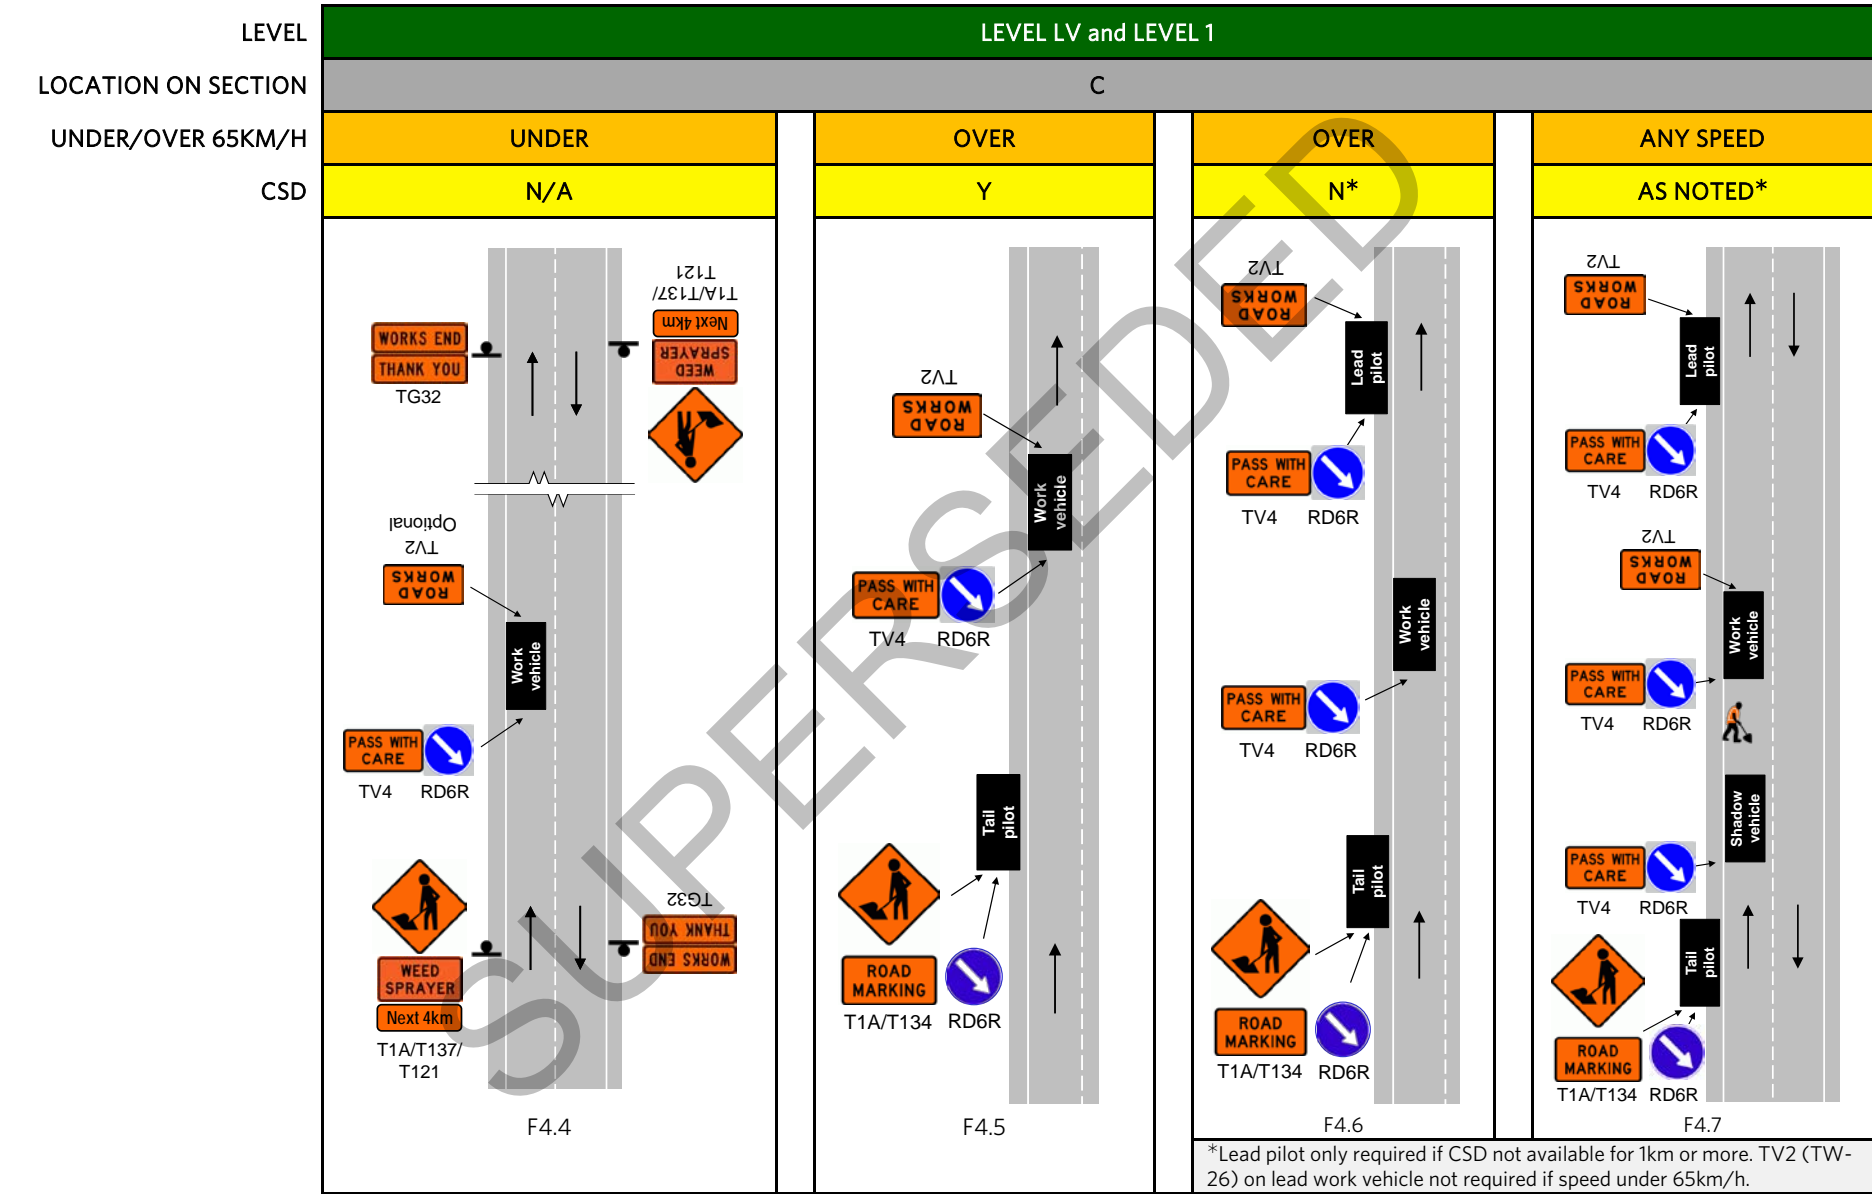 LEVEL
LEVEL LV and LEVEL 1
LOCATION ON SECTION
C
UNDER/OVER 65KM/H
UNDER
OVER
OVER
ANY SPEED
CSD
N/A
Y
N*
AS NOTED*
WORKS END
THANK YOU
TG32
T1A/T137/
T121
Next 4km
WEED
SPRAYER
Optional
TV2
ROAD
WORKS
Work
vehicle
PASS WITH
CARE
TV4 RD6R
WEED
SPRAYER
Next 4km
T1A/T137/
T121
TG32
WORKS END
THANK YOU
F4.4
TV2
ROAD
WORKS
Work
vehicle
PASS WITH
CARE
TV4 RD6R
Tail
pilot
ROAD
MARKING
T1A/T134 RD6R
F4.5
TV2
ROAD
WORKS
Lead
pilot
PASS WITH
CARE
TV4 RD6R
Work
vehicle
PASS WITH
CARE
TV4 RD6R
Tail
pilot
ROAD
MARKING
T1A/T134 RD6R
F4.6
TV2
ROAD
WORKS
Lead
pilot
PASS WITH
CARE
TV4 RD6R
TV2
ROAD
WORKS
Work
vehicle
PASS WITH
CARE
TV4 RD6R
Shadow
vehicle
PASS WITH
CARE
TV4 RD6R
Tail
pilot
ROAD
MARKING
T1A/T134 RD6R
F4.7
*Lead pilot only required if CSD not available for 1km or more. TV2 (TW-
26) on lead work vehicle not required if speed under 65km/h.
SUPERSEDED